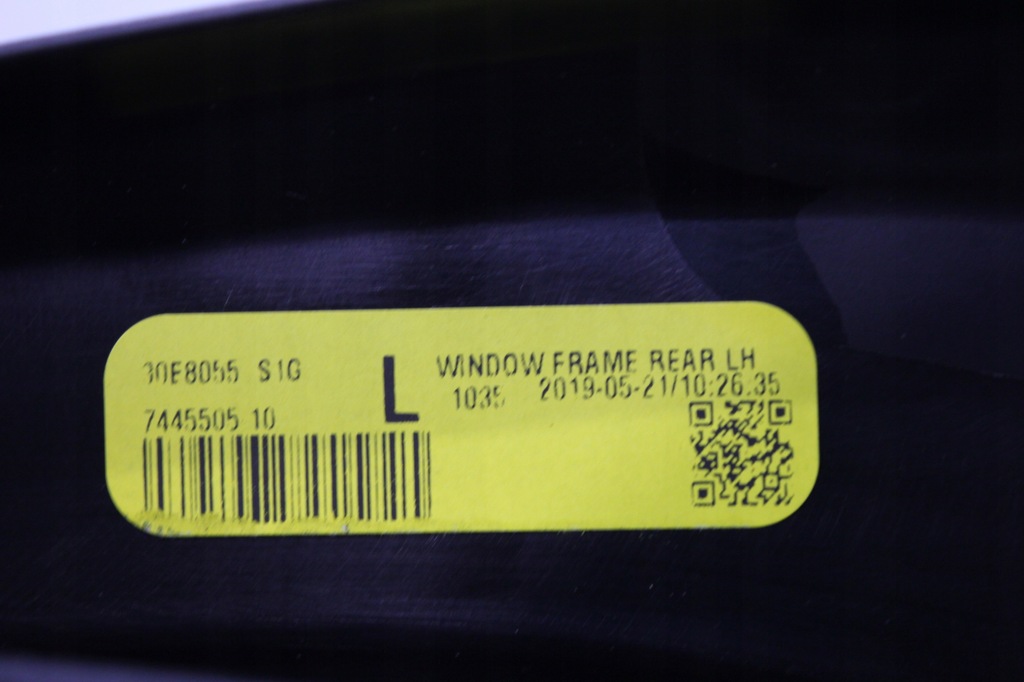 30E8055 S1G
L
WINDOW FRAME REAR LH
1035 2019-05-21/10:26.35
7445505 10